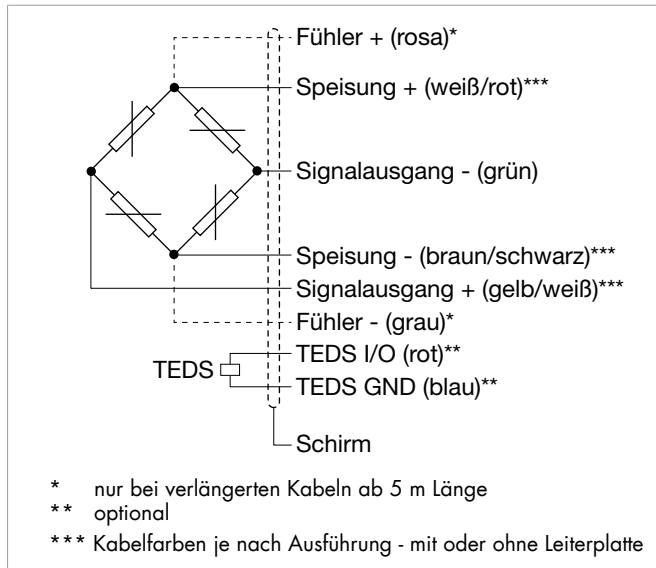 Fühler + (rosa)*
Speisung + (weiß/rot)***
Signalausgang - (grün)
Speisung - (braun/schwarz)***
Signalausgang + (gelb/weiß)***
Fühler - (grau)*
TEDS I/O (rot)**
TEDS
TEDS GND (blau)**
Schirm
* nur bei verlängerten Kabeln ab 5 m Länge
** optional
*** Kabelfarben je nach Ausführung - mit oder ohne Leiterplatte